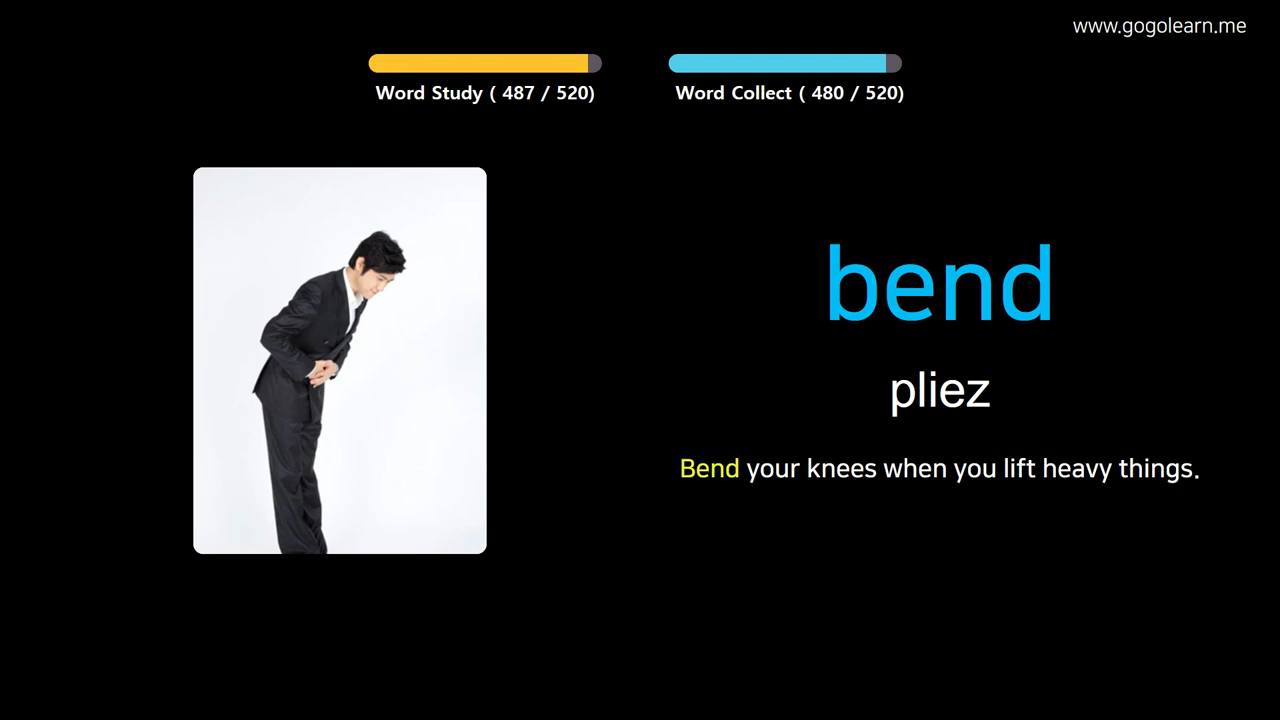 www.gogolearn.me
Word Study ( 487 / 520)
Word Collect ( 480 / 520)
bend
pliez
Bend your knees when you lift heavy things.